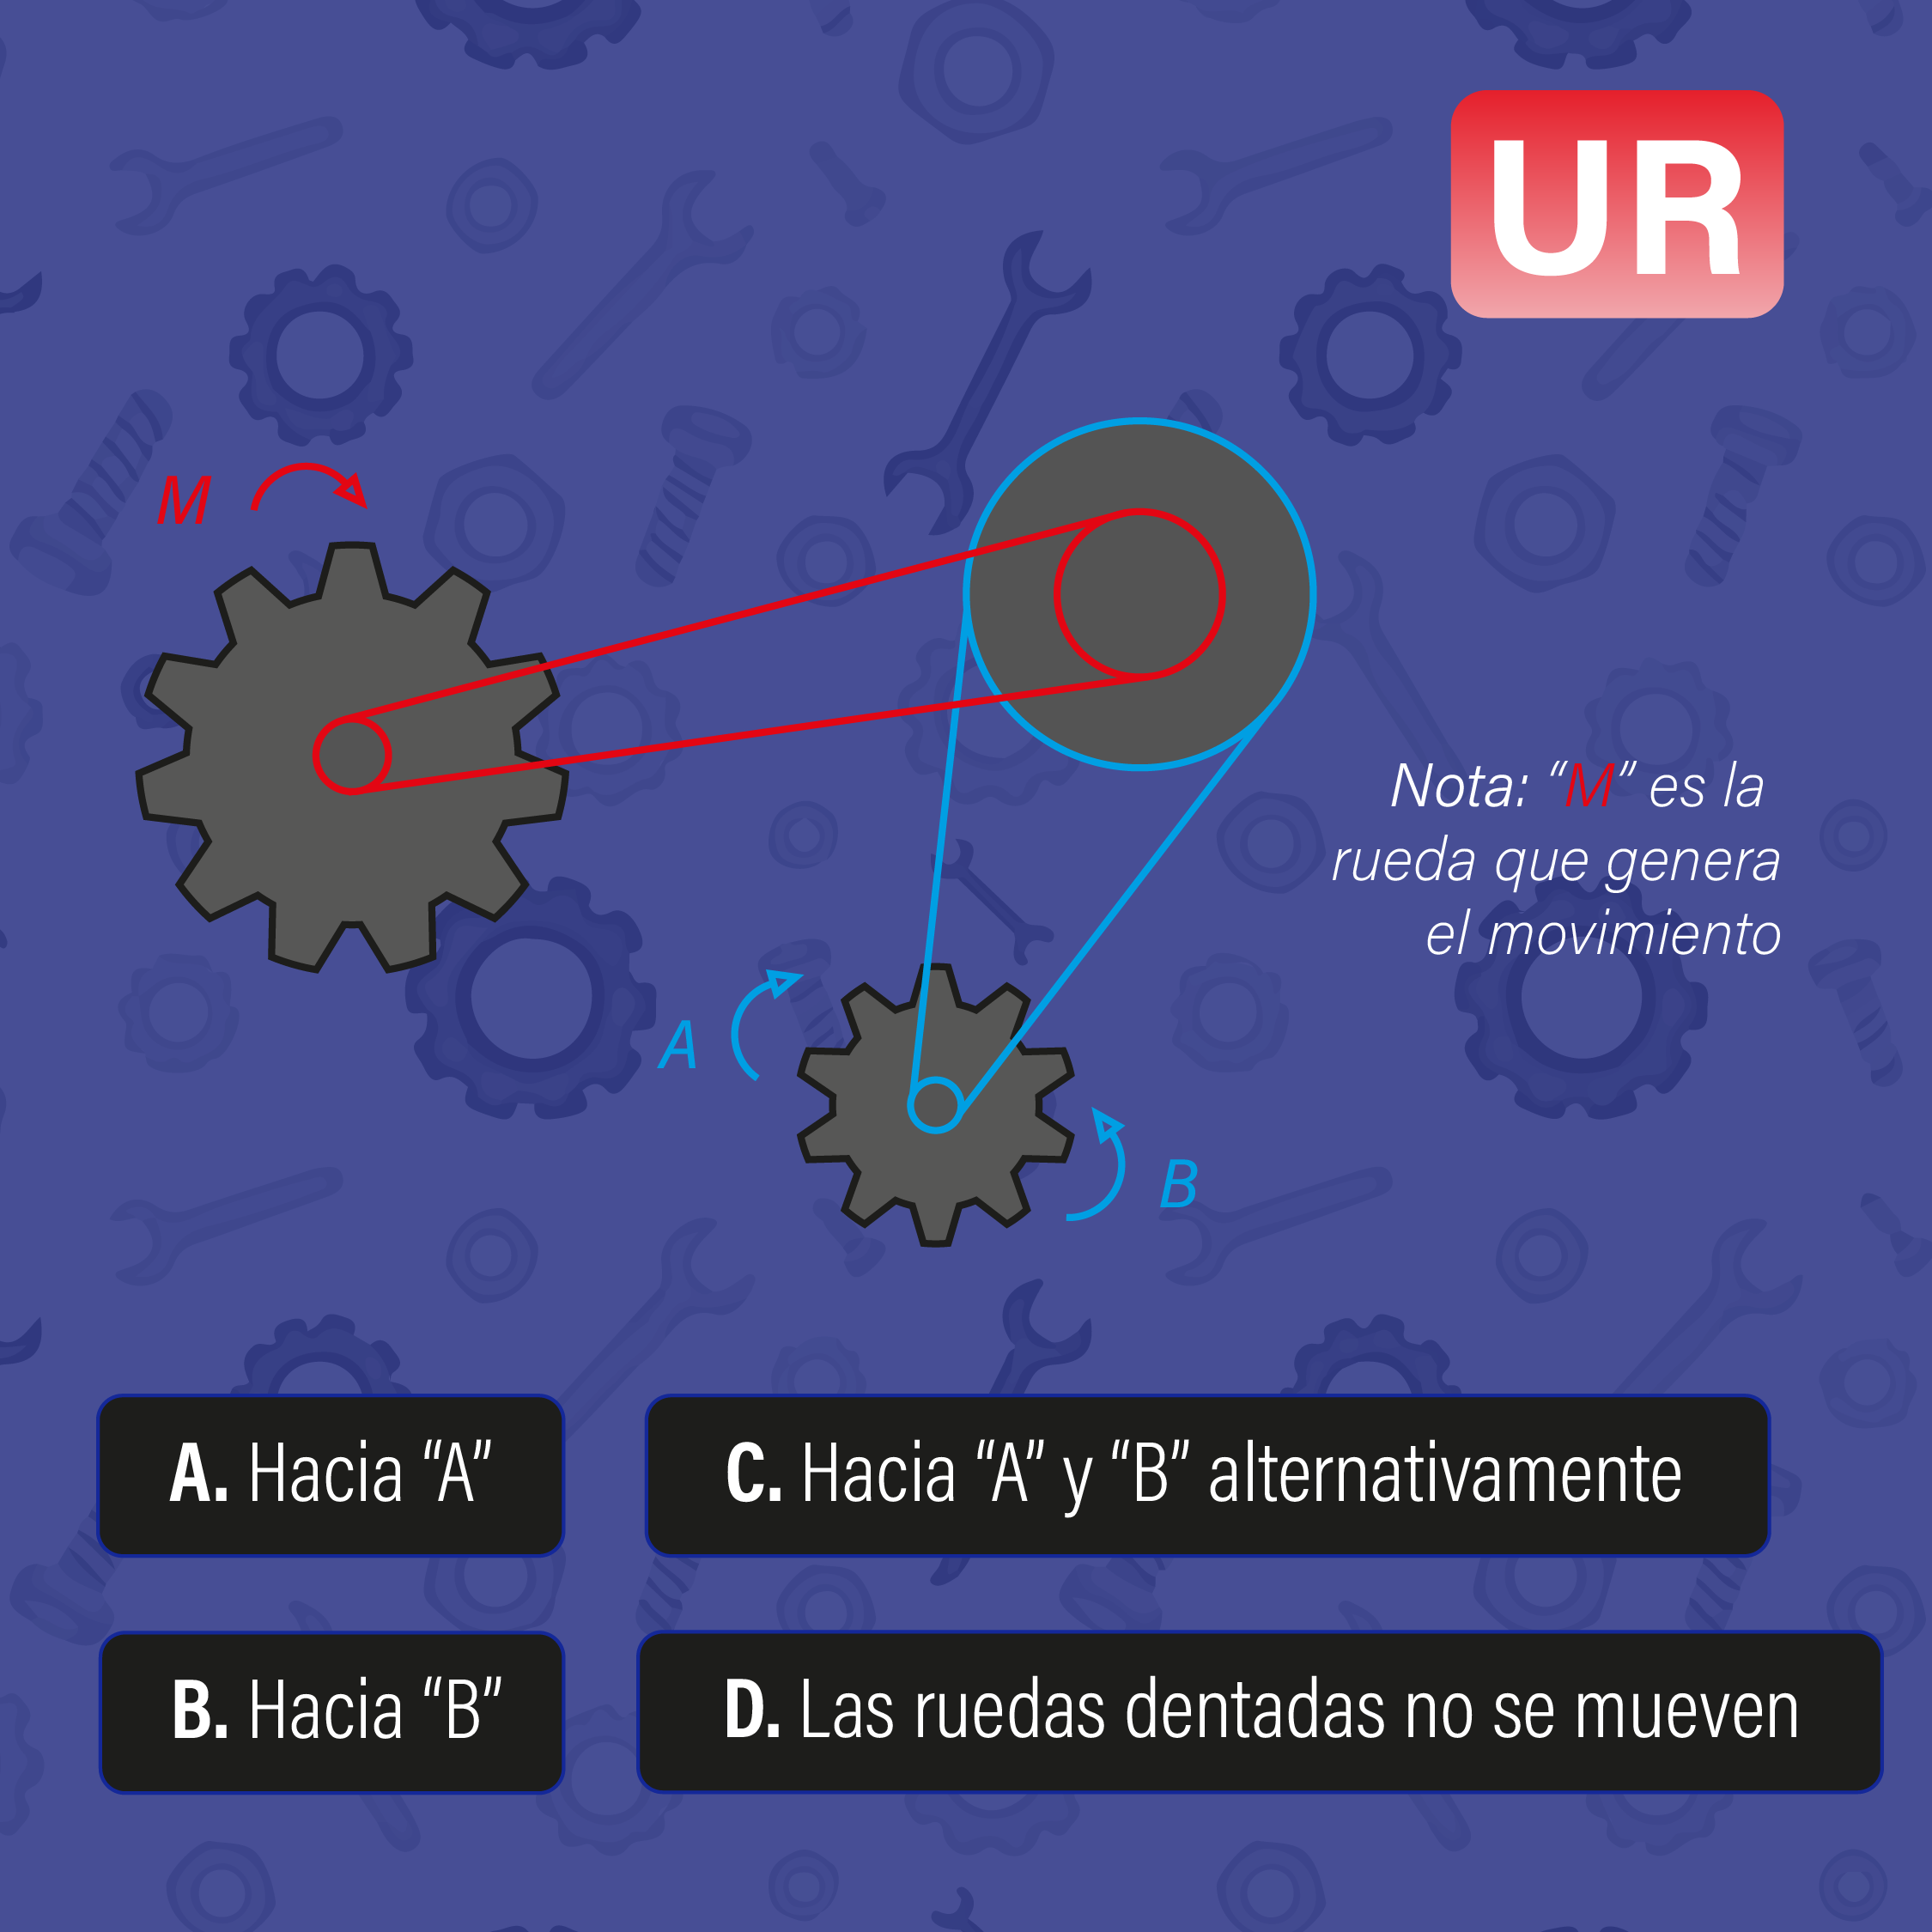 UR
M
Nota: “M” es la
rueda que genera
el movimiento
A
B
A. Hacia “A”
C. Hacia “A” y “B” alternativamente
B. Hacia “B”
D. Las ruedas dentadas no se mueven